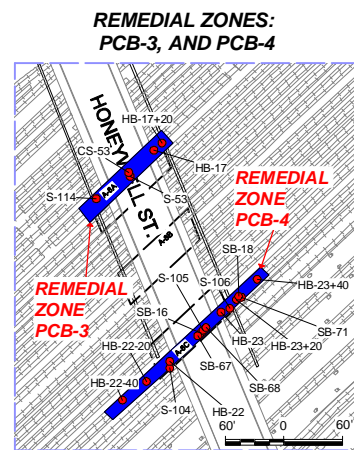 REMEDIAL ZONES:
PCB-3, AND PCB-4
HONEYWELL ST.
HB-17+20
CS-53
HB-17
A-9A
S-114
S-53
REMEDIAL
ZONE
PCB-4
A-9B
SB-18
S-105
S-106
REMEDIAL
ZONE
PCB-3
HB-23+40
SB-16
SB-71
HB-22-20
A-9C
HB-23
HB-23+20
SB-67
SB-68
HB-22-40
HB-22
S-104
60'
0
60'